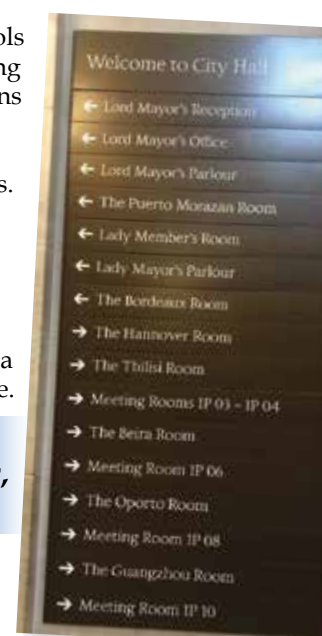 ols
ng
ns
s.
a
e.
,
Welcome to City Hall
← Lord Mayor's Reception
← Lord Mayor's Office
← Lord Mayor's Parlour
← The Puerto Morazan Room
← Lady Member's Room
← Lady Mayor's Parlour
← The Bordeaux Room
→ The Hannover Room
→ The Tbilisi Room
→ Meeting Rooms IP 03 - IP 04
→ The Beira Room
→ Meeting Room IP 06
→ The Oporto Room
→ Meeting Room IP 08
→ The Guangzhou Room
→ Meeting Room IP 10